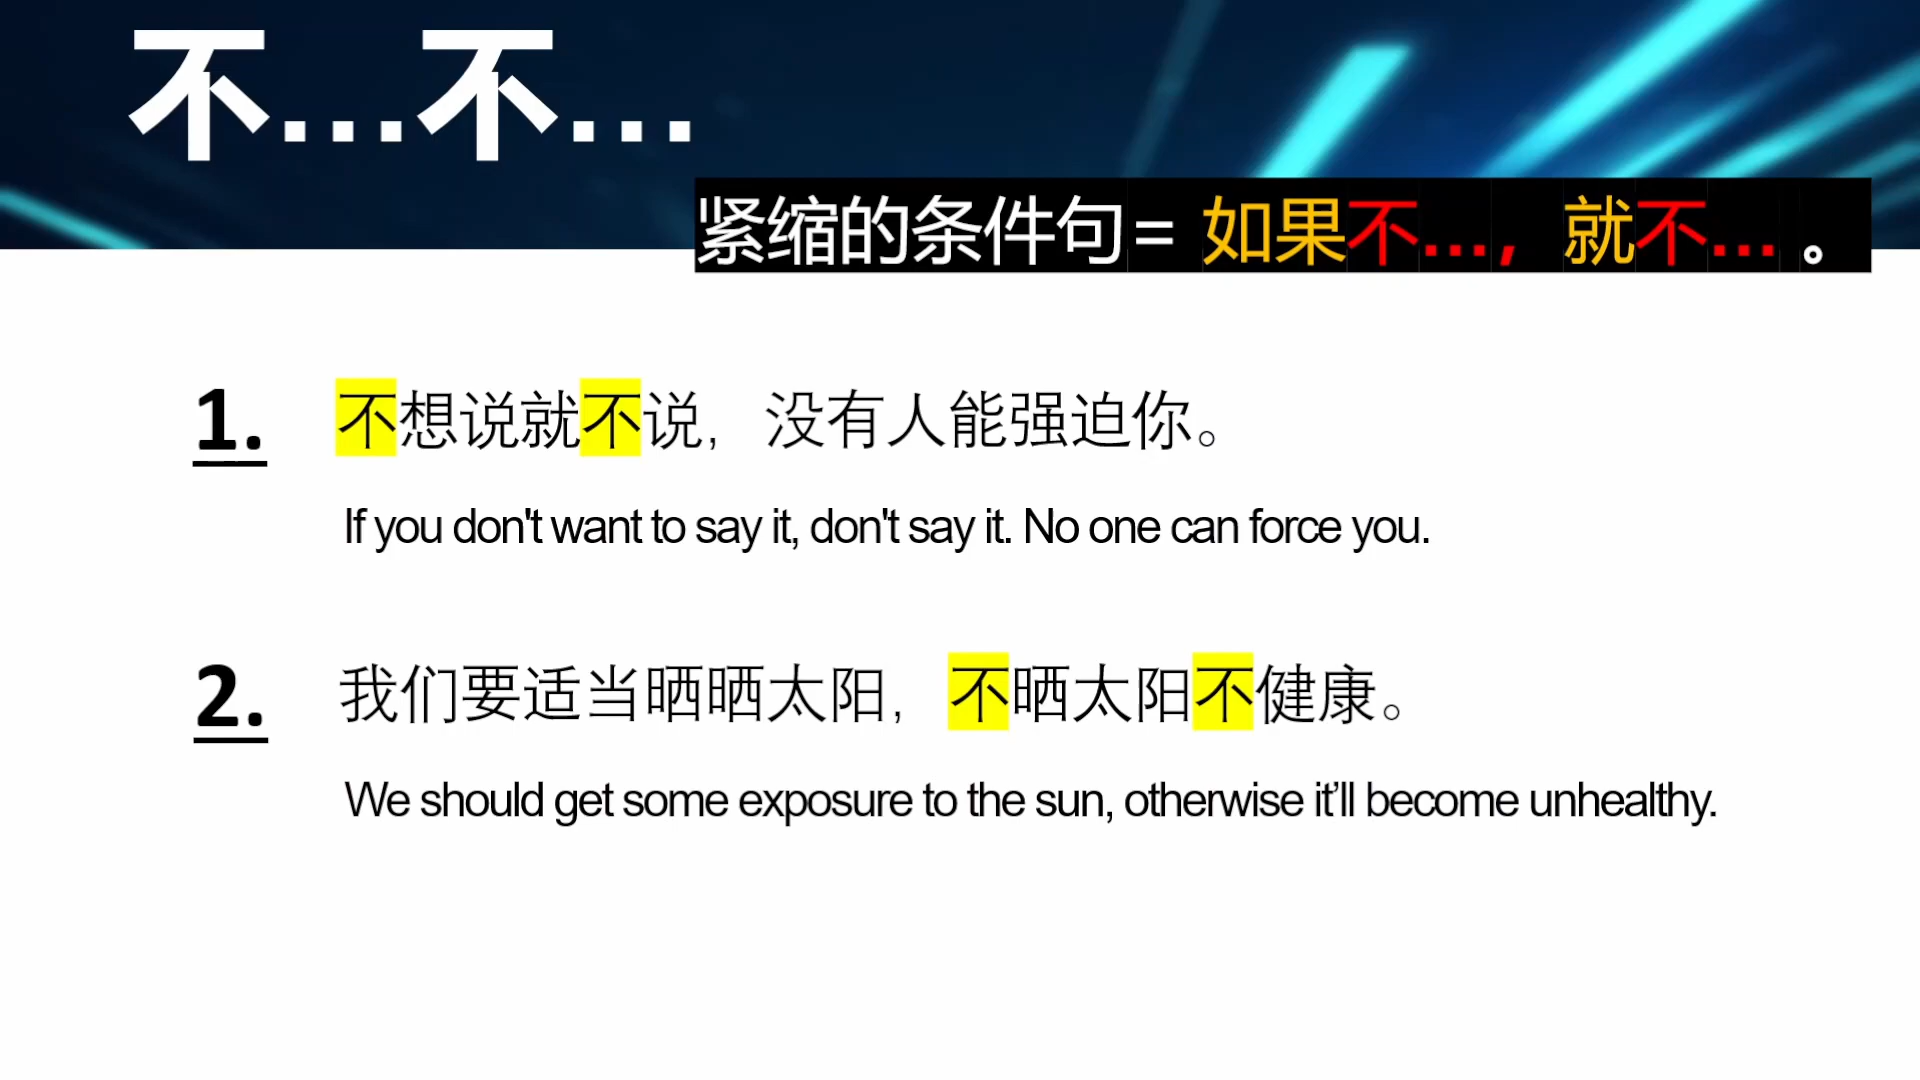 不…不…
紧缩的条件句= 如果不…，就不… 。
1. 不想说就不说，没有人能强迫你。
If you don't want to say it, don't say it. No one can force you.
2. 我们要适当晒晒太阳，不晒太阳不健康。
We should get some exposure to the sun, otherwise it’ll become unhealthy.